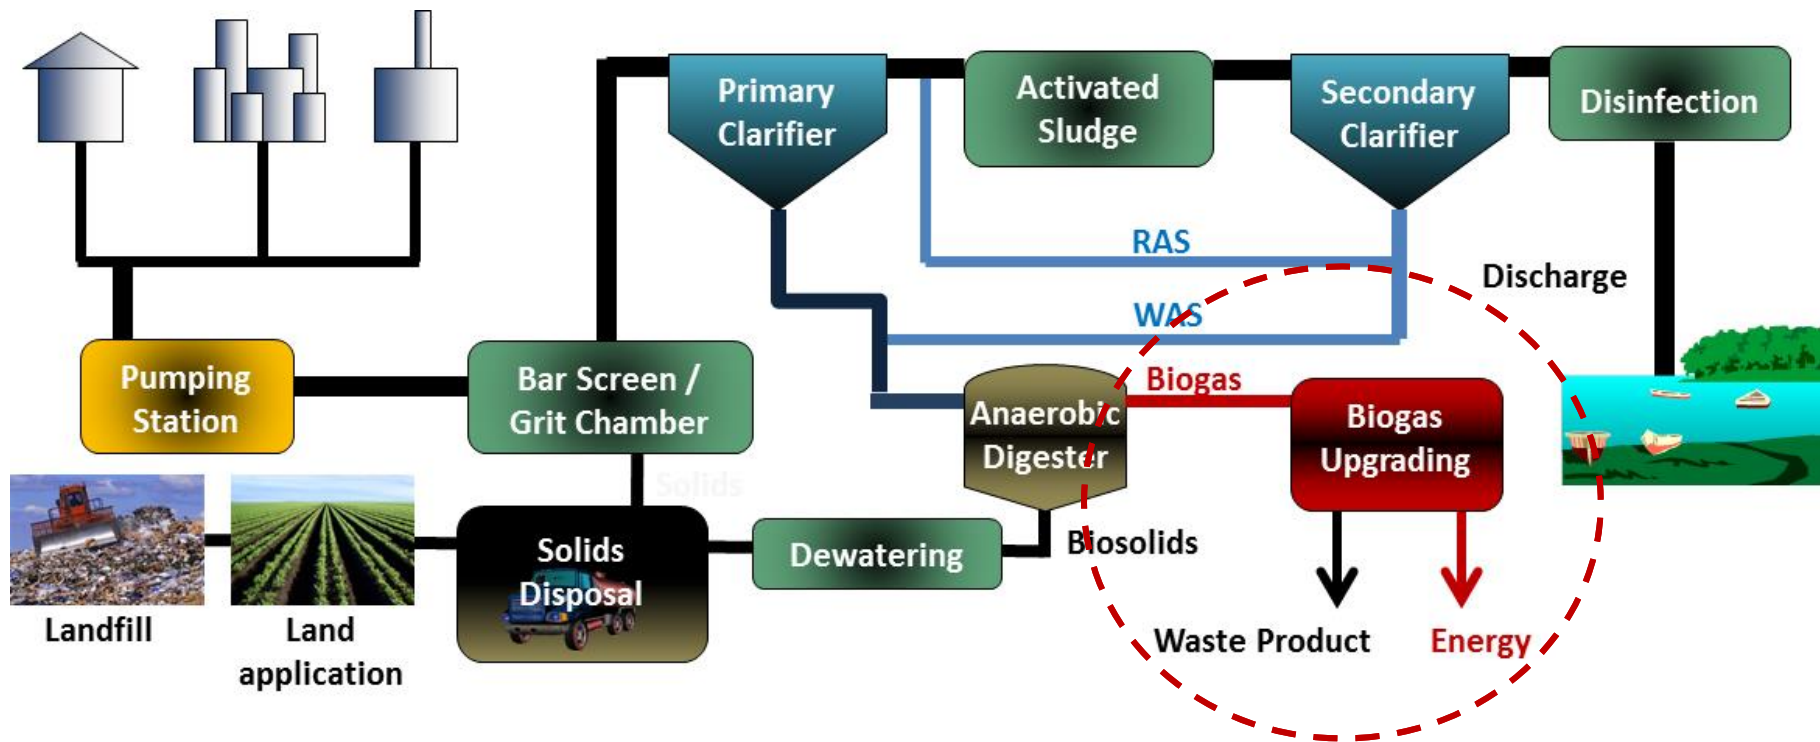 Primary
Clarifier
Activated
Sludge
Secondary
Clarifier
Disinfection
RAS
WAS
Discharge
Pumping
Station
Bar Screen /
Grit Chamber
Anaerobic
Digester
Biogas
Biogas
Upgrading
Solids
Solids
Disposal
Dewatering
Biosolids
Landfill
Land
application
Waste Product
Energy